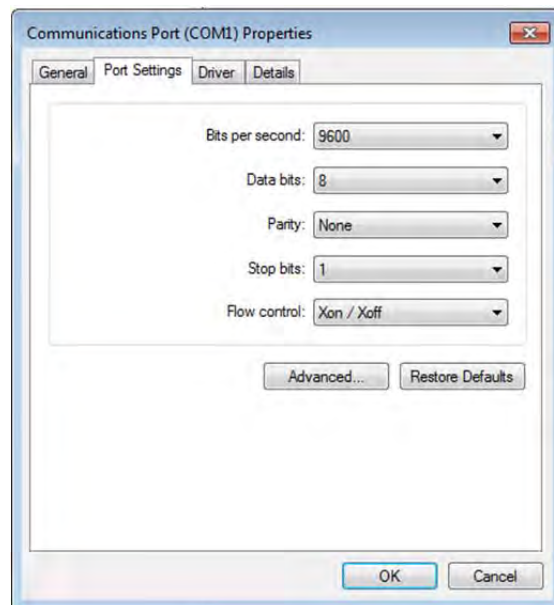 Communications Port (COM1) Properties
General Port Settings Driver Details
Bits per second: 9600
Data bits: 8
Parity: None
Stop bits: 1
Flow control: Xon / Xoff
Advanced... Restore Defaults
OK Cancel